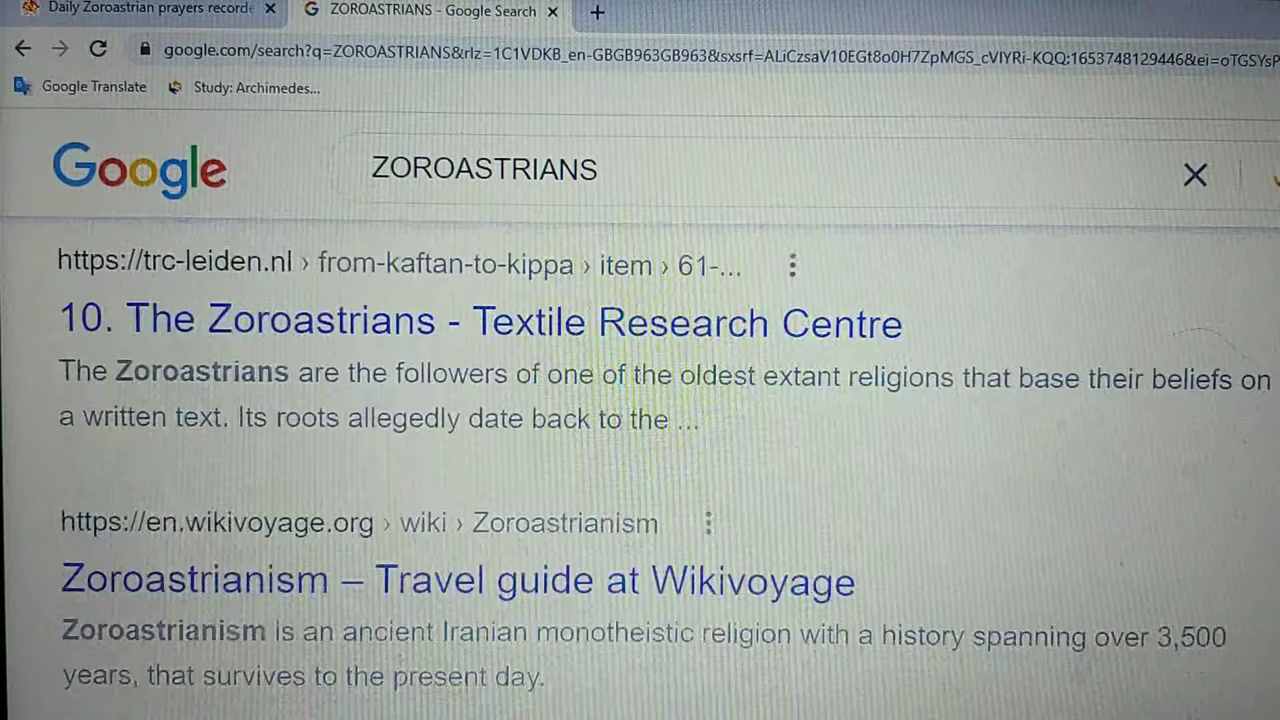 Daily Zoroastrian prayers recorde
ZOROASTRIANS - Google Search
google.com/search?q=ZOROASTRIANS&rlz=1C1VDKB_en-GBGB963GB963&sxsrf=ALiCzsaV10EGt8o0H7ZpMGS_cVIYRi-KQQ:1653748129446&ei=oTGSYsP
Google Translate
Study: Archimedes...
Google
ZOROASTRIANS
https://trc-leiden.nl › from-kaftan-to-kippa › item › 61-...
10. The Zoroastrians - Textile Research Centre
The Zoroastrians are the followers of one of the oldest extant religions that base their beliefs on
a written text. Its roots allegedly date back to the ...
https://en.wikivoyage.org › wiki › Zoroastrianism
Zoroastrianism – Travel guide at Wikivoyage
Zoroastrianism is an ancient Iranian monotheistic religion with a history spanning over 3,500
years, that survives to the present day.